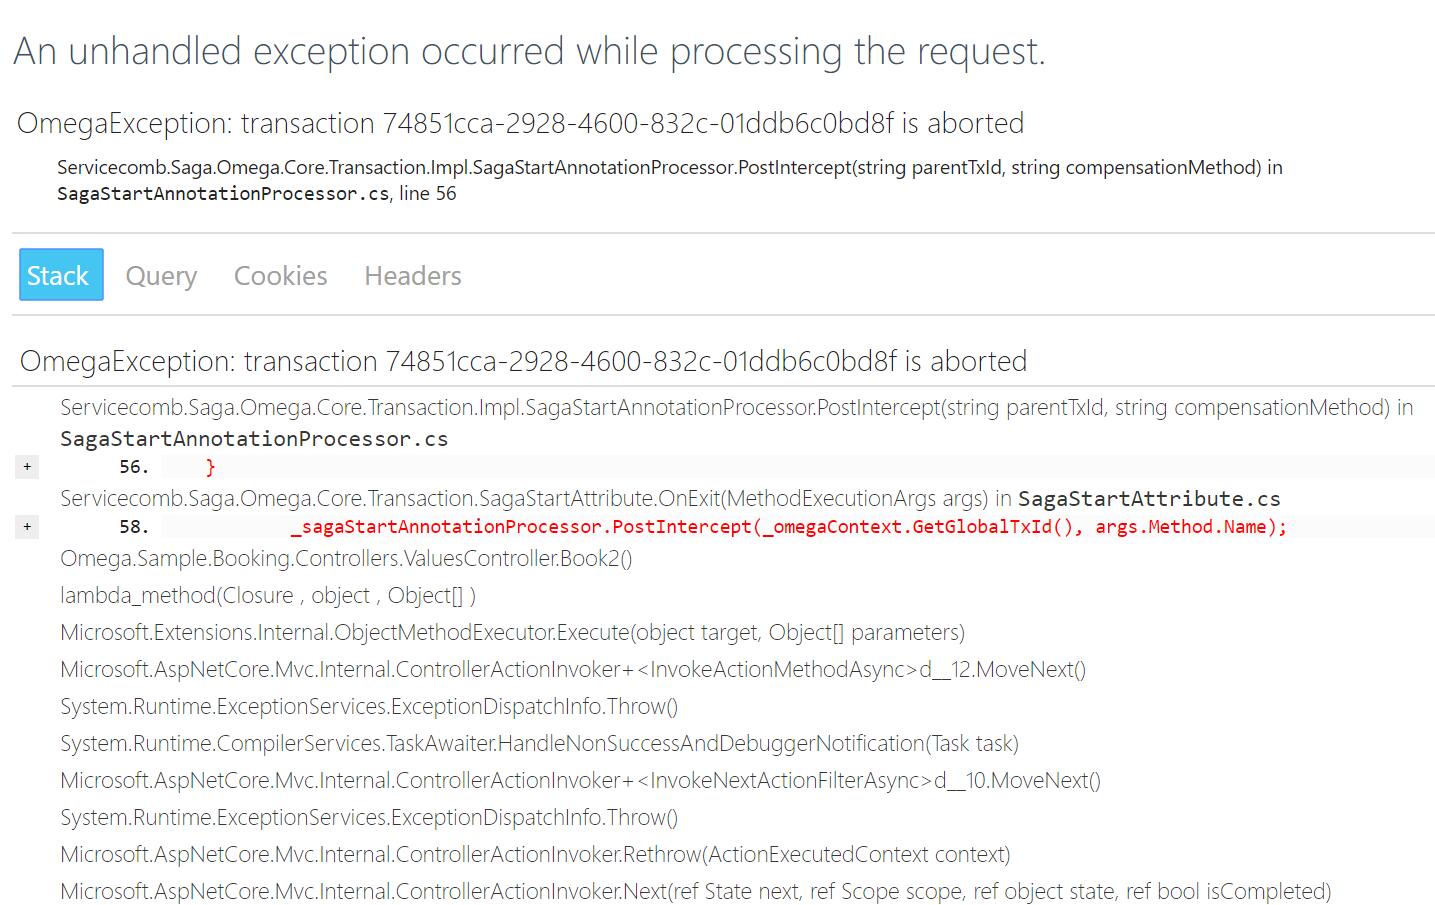 An unhandled exception occurred while processing the request.
OmegaException: transaction 74851cca-2928-4600-832c-01ddb6c0bd8f is aborted
Servicecomb.Saga.Omega.Core.Transaction.Impl.SagaStartAnnotationProcessor.PostIntercept(string parentTxId, string compensationMethod) in
SagaStartAnnotationProcessor.cs, line 56
Stack Query Cookies Headers
OmegaException: transaction 74851cca-2928-4600-832c-01ddb6c0bd8f is aborted
Servicecomb.Saga.Omega.Core.Transaction.Impl.SagaStartAnnotationProcessor.PostIntercept(string parentTxId, string compensationMethod) in
SagaStartAnnotationProcessor.cs
+ 56. }
Servicecomb.Saga.Omega.Core.Transaction.SagaStartAttribute.OnExit(MethodExecutionArgs args) in SagaStartAttribute.cs
+ 58. _sagaStartAnnotationProcessor.PostIntercept(_omegaContext.GetGlobalTxId(), args.Method.Name);
Omega.Sample.Booking.Controllers.ValuesController.Book2()
lambda_method(Closure , object , Object[] )
Microsoft.Extensions.Internal.ObjectMethodExecutor.Execute(object target, Object[] parameters)
Microsoft.AspNetCore.Mvc.Internal.ControllerActionInvoker+<InvokeActionMethodAsync>d__12.MoveNext()
System.Runtime.ExceptionServices.ExceptionDispatchInfo.Throw()
System.Runtime.CompilerServices.TaskAwaiter.HandleNonSuccessAndDebuggerNotification(Task task)
Microsoft.AspNetCore.Mvc.Internal.ControllerActionInvoker+<InvokeNextActionFilterAsync>d__10.MoveNext()
System.Runtime.ExceptionServices.ExceptionDispatchInfo.Throw()
Microsoft.AspNetCore.Mvc.Internal.ControllerActionInvoker.Rethrow(ActionExecutedContext context)
Microsoft.AspNetCore.Mvc.Internal.ControllerActionInvoker.Next(ref State next, ref Scope scope, ref object state, ref bool isCompleted)